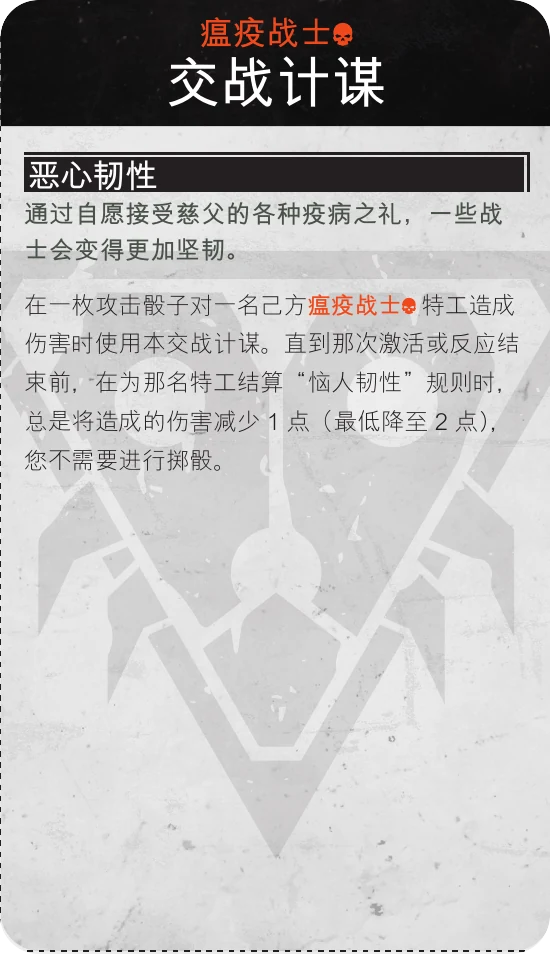 瘟疫战士
交战计谋
恶心韧性
通过自愿接受慈父的各种疫病之礼，一些战
士会变得更加坚韧。
在一枚攻击骰子对一名己方瘟疫战士特工造成
伤害时使用本交战计谋。直到那次激活或反应结
束前，在为那名特工结算“恼人韧性”规则时，
总是将造成的伤害减少 1 点（最低降至 2 点），
您不需要进行掷骰。